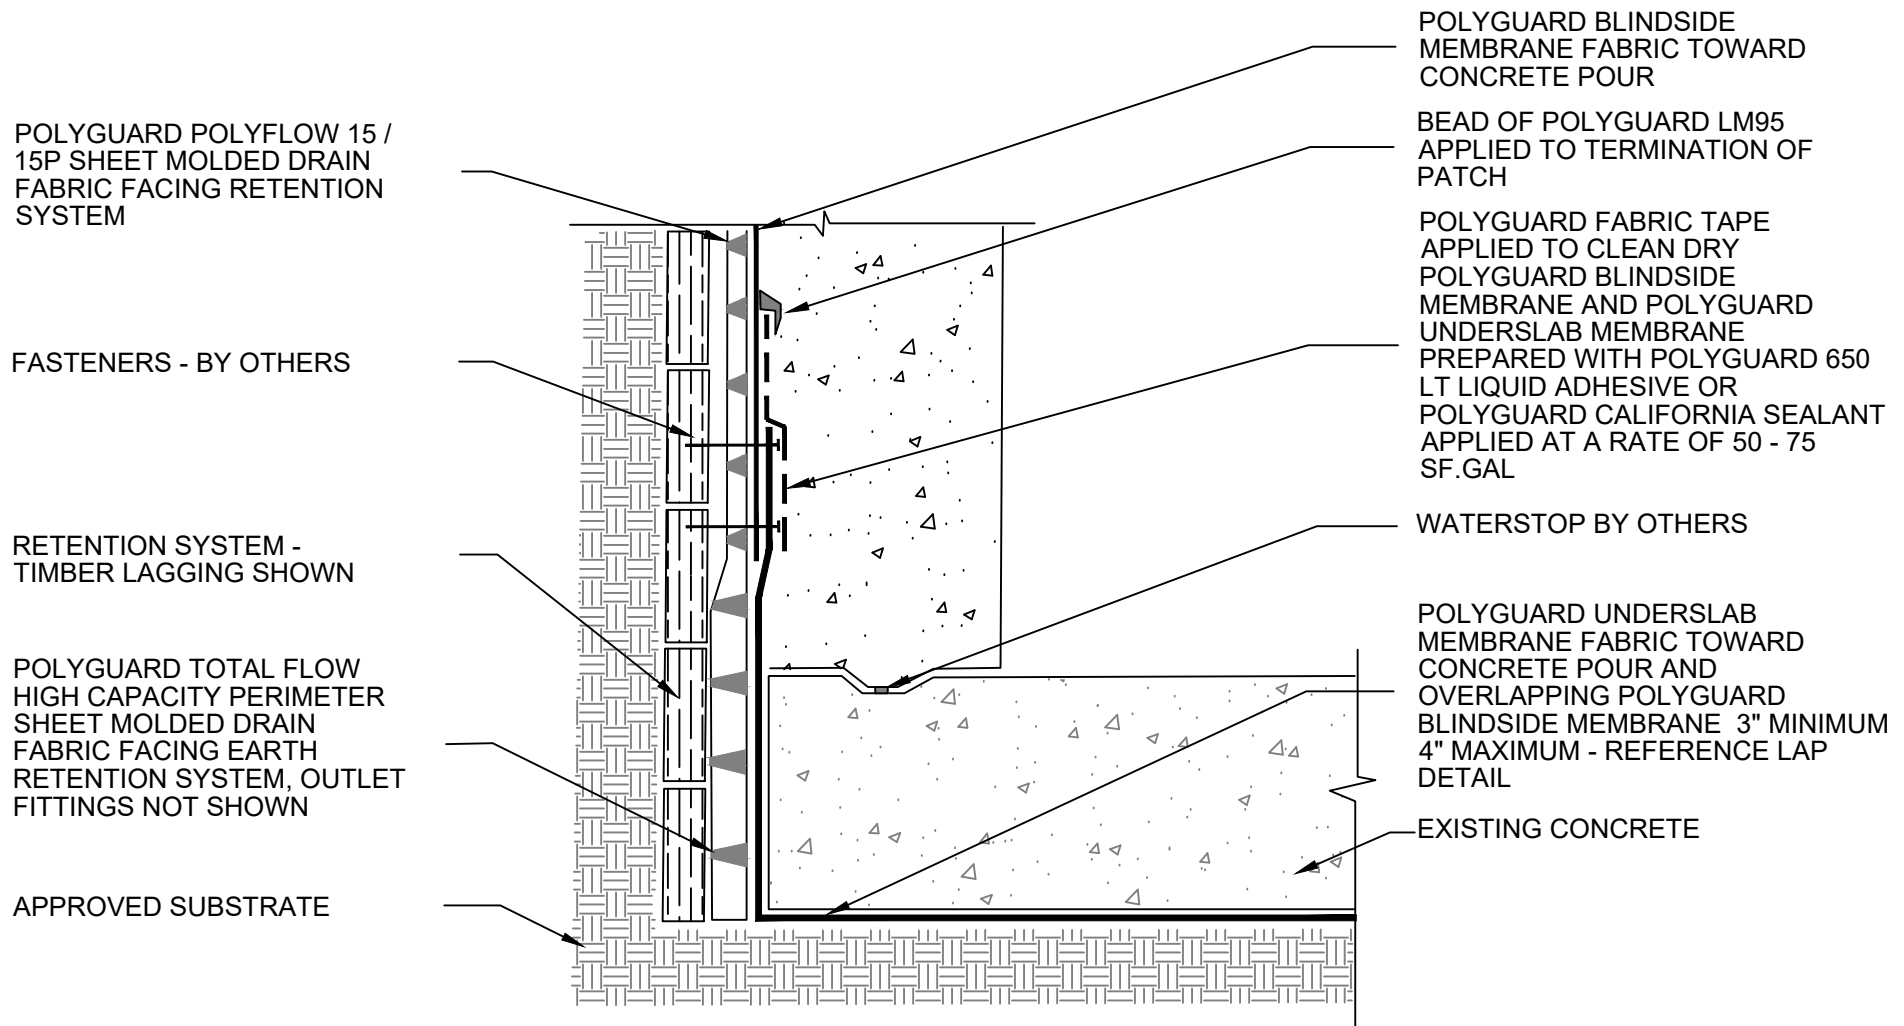 POLYGUARD POLYFLOW 15 /
15P SHEET MOLDED DRAIN
FABRIC FACING RETENTION
SYSTEM
FASTENERS - BY OTHERS
RETENTION SYSTEM -
TIMBER LAGGING SHOWN
POLYGUARD TOTAL FLOW
HIGH CAPACITY PERIMETER
SHEET MOLDED DRAIN
FABRIC FACING EARTH
RETENTION SYSTEM, OUTLET
FITTINGS NOT SHOWN
APPROVED SUBSTRATE
POLYGUARD BLINDSIDE
MEMBRANE FABRIC TOWARD
CONCRETE POUR
BEAD OF POLYGUARD LM95
APPLIED TO TERMINATION OF
PATCH
POLYGUARD FABRIC TAPE
APPLIED TO CLEAN DRY
POLYGUARD BLINDSIDE
MEMBRANE AND POLYGUARD
UNDERSLAB MEMBRANE
PREPARED WITH POLYGUARD 650
LT LIQUID ADHESIVE OR
POLYGUARD CALIFORNIA SEALANT
APPLIED AT A RATE OF 50 - 75
SF.GAL
WATERSTOP BY OTHERS
POLYGUARD UNDERSLAB
MEMBRANE FABRIC TOWARD
CONCRETE POUR AND
OVERLAPPING POLYGUARD
BLINDSIDE MEMBRANE  3" MINIMUM
4" MAXIMUM - REFERENCE LAP
DETAIL
EXISTING CONCRETE